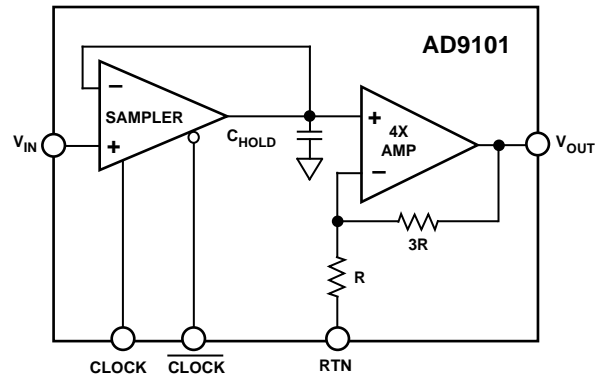 AD9101
SAMPLER
4X
AMP
V_IN
V_OUT
C_HOLD
3R
R
CLOCK
CLOCK
RTN
−
+
+
−